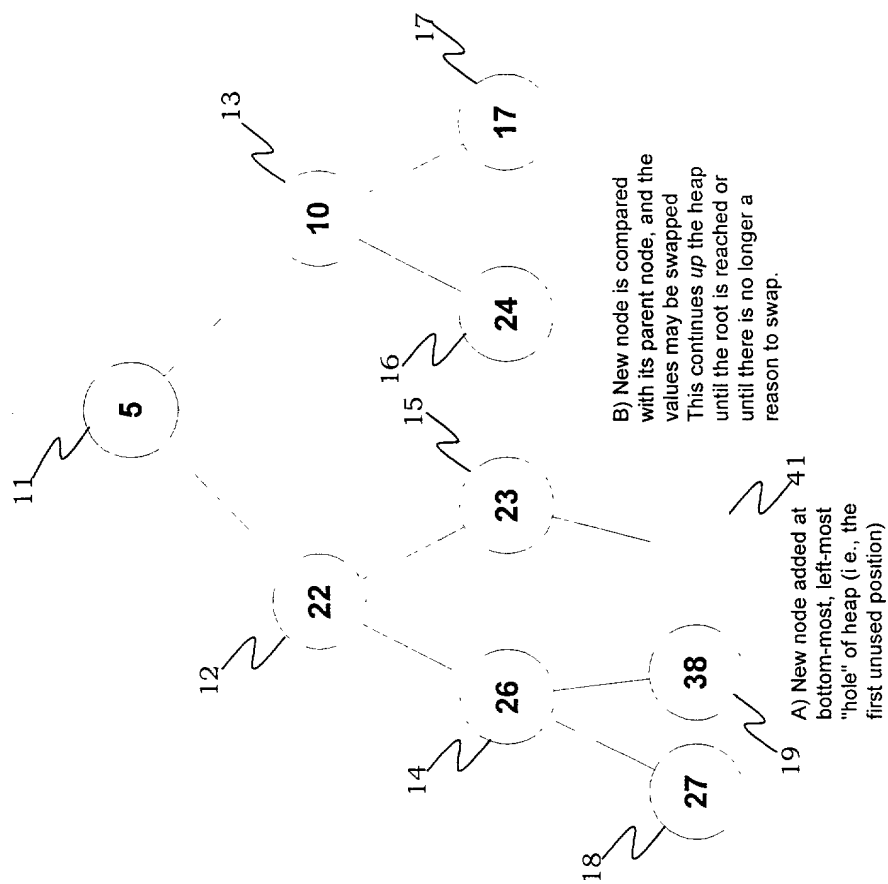 11
5
12
22
13
10
14
26
15
23
16
24
17
17
18
27
19
38
41
A) New node added at
bottom-most, left-most
"hole" of heap (i e., the
first unused position)
B) New node is compared
with its parent node, and the
values may be swapped
This continues up the heap
until the root is reached or
until there is no longer a
reason to swap.